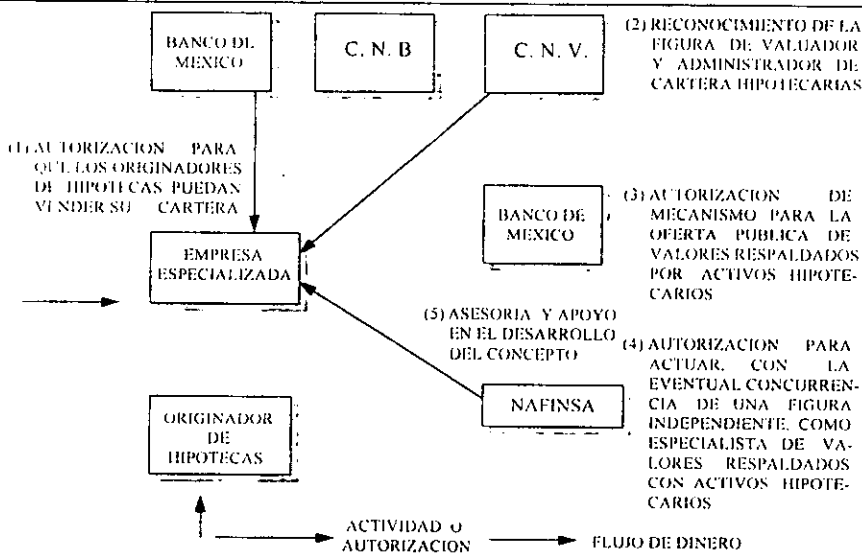 BANCO DE
MEXICO
C. N. B
C. N. V.
(2) RECONOCIMIENTO DE LA
FIGURA DE VALUADOR
Y ADMINISTRADOR DE
CARTERA HIPOTECARIAS
(1) AUTORIZACION PARA
QUE LOS ORIGINADORES
DE HIPOTECAS PUEDAN
VENDER SU CARTERA
EMPRESA
ESPECIALIZADA
BANCO DE
MEXICO
(3) AUTORIZACION DE
MECANISMO PARA LA
OFERTA PUBLICA DE
VALORES RESPALDADOS
POR ACTIVOS HIPOTE-
CARIOS
(5) ASESORIA Y APOYO
EN EL DESARROLLO
DEL CONCEPTO
(4) AUTORIZACION PARA
ACTUAR, CON LA
EVENTUAL CONCURREN-
CIA DE UNA FIGURA
INDEPENDIENTE, COMO
ESPECIALISTA DE VA-
LORES RESPALDADOS
CON ACTIVOS HIPOTE-
CARIOS
NAFINSA
ORIGINADOR
DE
HIPOTECAS
ACTIVIDAD O
AUTORIZACION
FLUJO DE DINERO